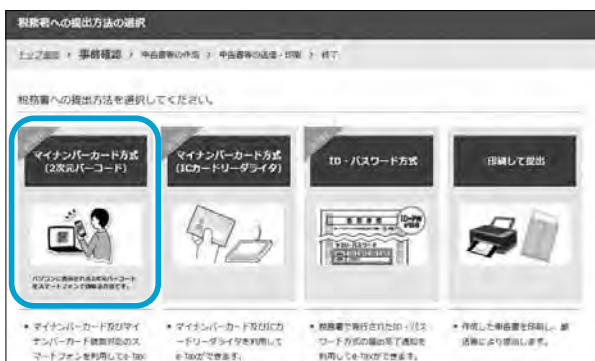 税務署への提出方法の選択
トップ画面 > 事前確認 > 申告書等の作成 > 申告書等の送信・印刷 > 終了
税務署への提出方法を選択してください。
マイナンバーカード方式
(2次元バーコード)
マイナンバーカード方式
(ICカードリーダライタ)
ID・パスワード方式
印刷して提出
パソコンに表示される2次元バーコード
をスマートフォンで読取る方法です。
• マイナンバーカード及びマイ
ナンバーカード読取対応のス
マートフォンを利用してe-Tax
• マイナンバーカード及びICカ
ードリーダライタを利用して
e-Taxができます。
• 税務署で発行されたID・パス
ワード方式の届出完了通知を
利用してe-Taxができます。
• 作成した申告書を印刷し、郵
送等により提出します。